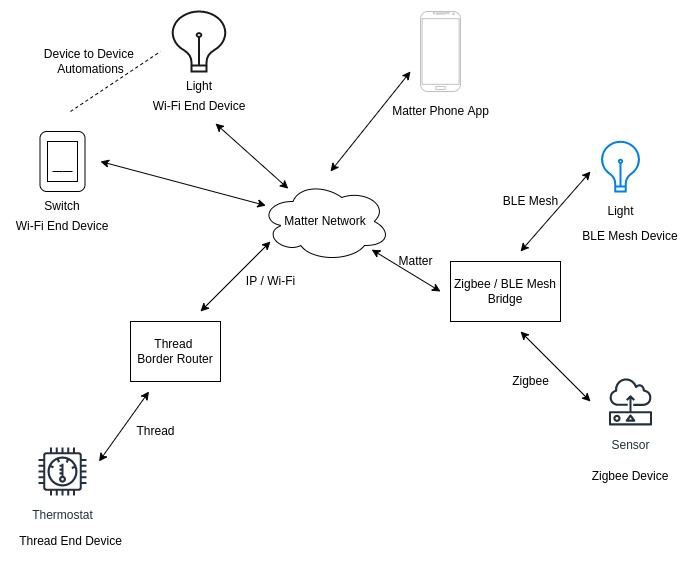 Device to Device
Automations
Light
Wi-Fi End Device
Matter Phone App
Switch
Wi-Fi End Device
Matter Network
BLE Mesh
Light
BLE Mesh Device
Matter
IP / Wi-Fi
Zigbee / BLE Mesh
Bridge
Thread
Border Router
Zigbee
Thread
Sensor
Zigbee Device
Thermostat
Thread End Device